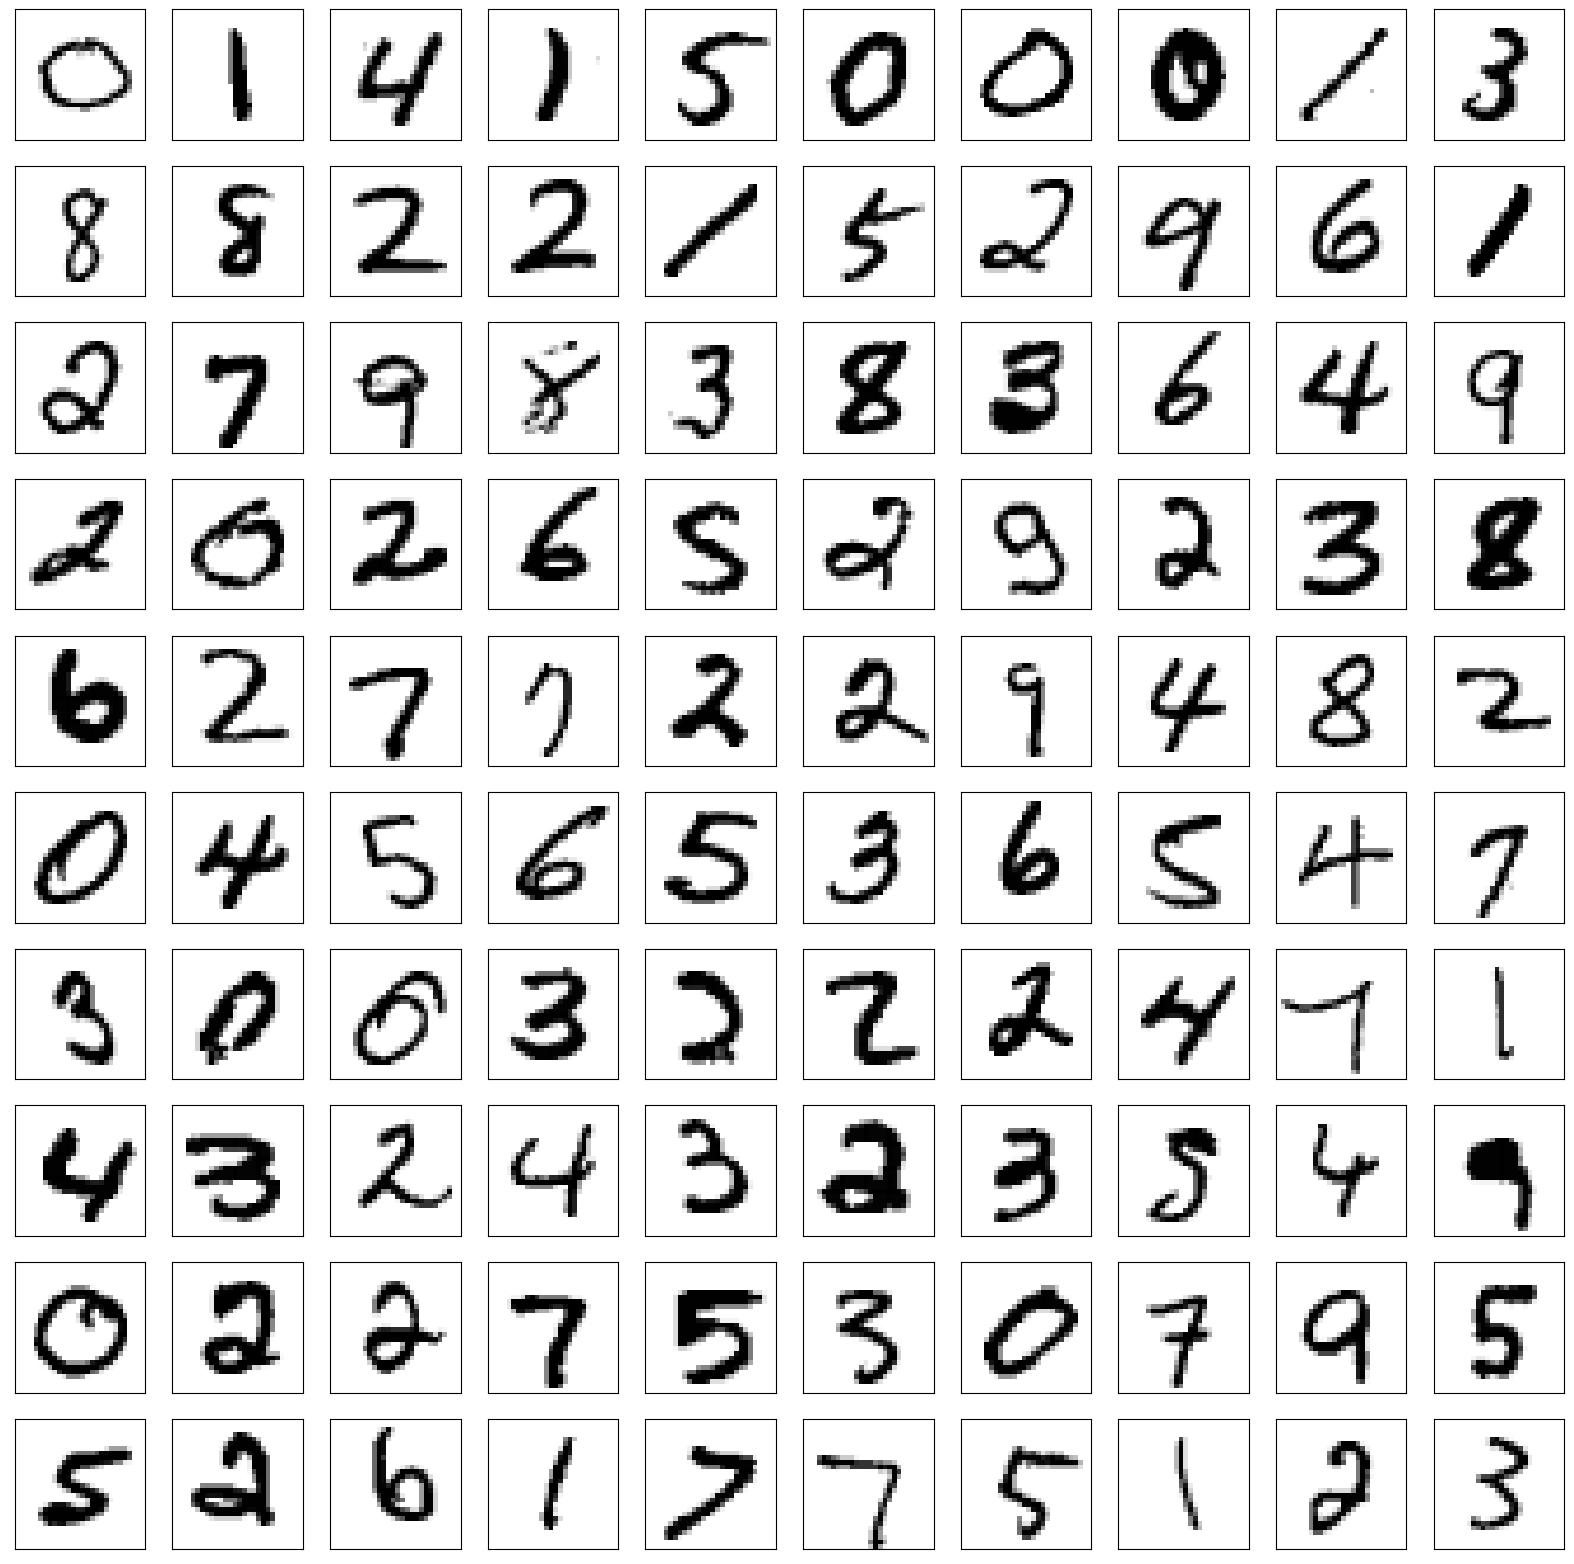 0 1 4 1 5 0 0 0 1 3
8 8 2 2 1 5 2 9 6 1
2 7 9 8 3 8 3 6 4 9
2 0 2 6 5 2 9 2 3 8
6 2 7 7 2 2 9 4 8 2
0 4 5 6 5 3 6 5 4 7
3 0 0 3 2 2 2 4 7 1
4 3 2 4 3 2 3 5 4 9
0 2 2 7 5 3 0 7 9 5
5 2 6 1 7 7 5 1 2 3